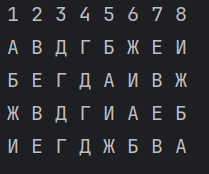 1 2 3 4 5 6 7 8
А В Д Г Б Ж Е И
Б Е Г Д А И В Ж
Ж В Д Г И А Е Б
И Е Г Д Ж Б В А